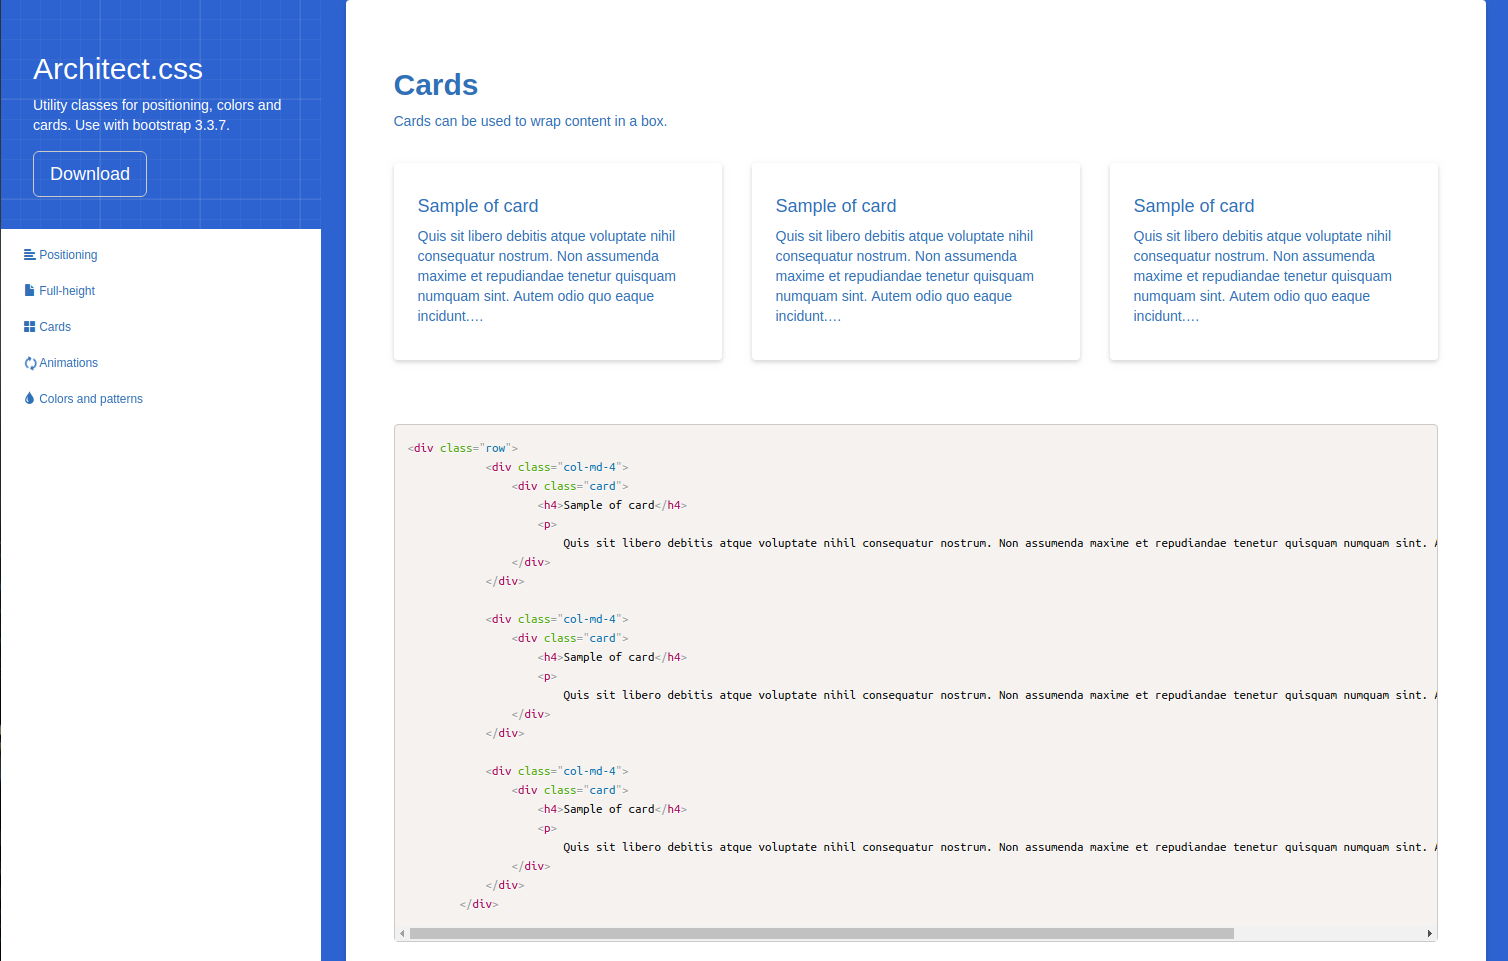 Architect.css
Utility classes for positioning, colors and
cards. Use with bootstrap 3.3.7.
Download
Positioning
Full-height
Cards
Animations
Colors and patterns
Cards
Cards can be used to wrap content in a box.
Sample of card
Quis sit libero debitis atque voluptate nihil
consequatur nostrum. Non assumenda
maxime et repudiandae tenetur quisquam
numquam sint. Autem odio quo eaque
incidunt....
Sample of card
Quis sit libero debitis atque voluptate nihil
consequatur nostrum. Non assumenda
maxime et repudiandae tenetur quisquam
numquam sint. Autem odio quo eaque
incidunt....
Sample of card
Quis sit libero debitis atque voluptate nihil
consequatur nostrum. Non assumenda
maxime et repudiandae tenetur quisquam
numquam sint. Autem odio quo eaque
incidunt....
<div class="row">
<div class="col-md-4">
<div class="card">
<h4>Sample of card</h4>
<p>
Quis sit libero debitis atque voluptate nihil consequatur nostrum. Non assumenda maxime et repudiandae tenetur quisquam numquam sint.
</div>
</div>
<div class="col-md-4">
<div class="card">
<h4>Sample of card</h4>
<p>
Quis sit libero debitis atque voluptate nihil consequatur nostrum. Non assumenda maxime et repudiandae tenetur quisquam numquam sint.
</div>
</div>
<div class="col-md-4">
<div class="card">
<h4>Sample of card</h4>
<p>
Quis sit libero debitis atque voluptate nihil consequatur nostrum. Non assumenda maxime et repudiandae tenetur quisquam numquam sint.
</div>
</div>
</div>